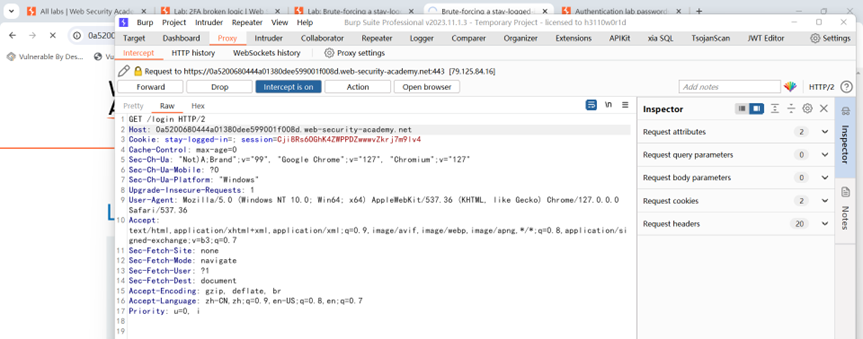 All labs | Web Security Acade
Lab: 2FA broken logic | Web
Lab: Brute-forcing a stay-lo
Brute-forcing a stay-logged
Authentication lab password
Burp Project Intruder Repeater View Help
Burp Suite Professional v2023.11.1.3 - Temporary Project - licensed to h3110w0r1d
0a5200
Vulnerable By Des...
Vu
Target Dashboard Proxy Intruder Collaborator Repeater Logger Comparer Organizer Extensions APIKit xia SQL TsojanScan JWT Editor Settings
Intercept HTTP history WebSockets history Proxy settings
Request to https://0a5200680444a01380dee599001f008d.web-security-academy.net:443 [79.125.84.16]
Forward Drop Intercept is on Action Open browser Add notes HTTP/2
Pretty Raw Hex
\n
Inspector
1 GET /login HTTP/2
2 Host: 0a5200680444a01380dee599001f008d.web-security-academy.net
3 Cookie: stay-logged-in=; session=CjiBRs6OGhK4ZWPPDZwwwvZkrj7m9lv4
4 Cache-Control: max-age=0
5 Sec-Ch-Ua: "Not)A;Brand";v="99", "Google Chrome";v="127", "Chromium";v="127"
6 Sec-Ch-Ua-Mobile: ?0
7 Sec-Ch-Ua-Platform: "Windows"
8 Upgrade-Insecure-Requests: 1
9 User-Agent: Mozilla/5.0 (Windows NT 10.0; Win64; x64) AppleWebKit/537.36 (KHTML, like Gecko) Chrome/127.0.0.0
Safari/537.36
10 Accept:
text/html,application/xhtml+xml,application/xml;q=0.9,image/avif,image/webp,image/apng,*/*;q=0.8,application/si
gned-exchange;v=b3;q=0.7
11 Sec-Fetch-Site: none
12 Sec-Fetch-Mode: navigate
13 Sec-Fetch-User: ?1
14 Sec-Fetch-Dest: document
15 Accept-Encoding: gzip, deflate, br
16 Accept-Language: zh-CN,zh;q=0.9,en-US;q=0.8,en;q=0.7
17 Priority: u=0, i
18
19
Request attributes 2
Request query parameters 0
Request body parameters 0
Request cookies 2
Request headers 20
Inspector
Notes